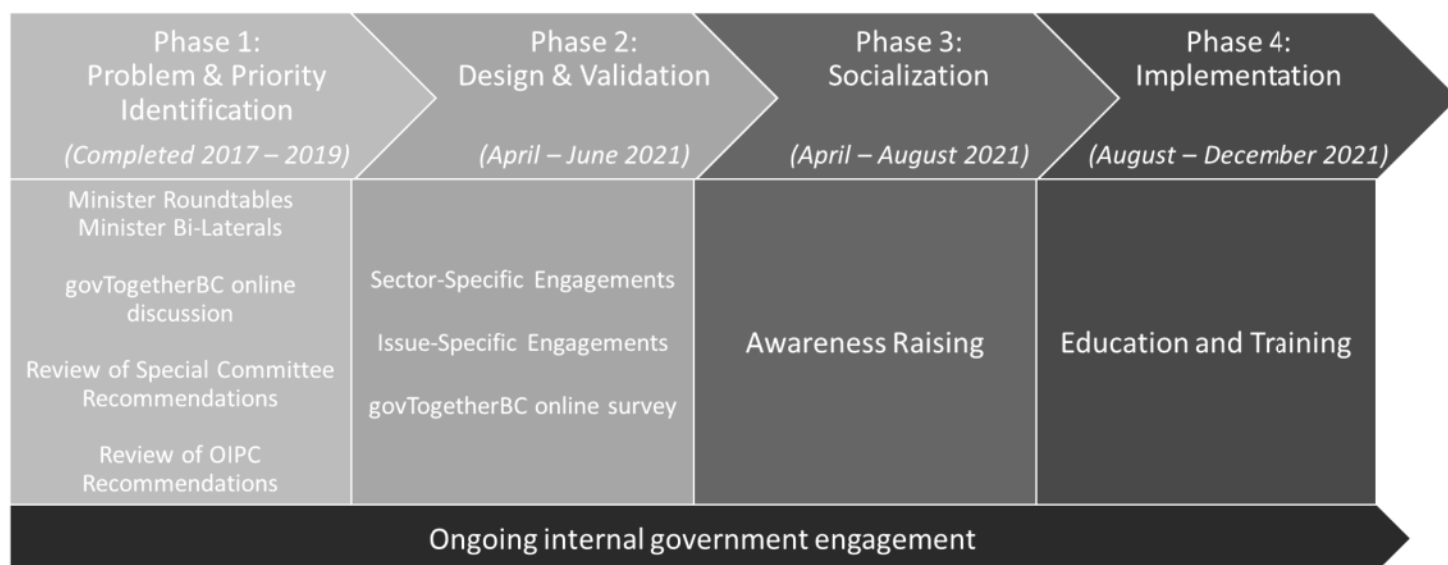 Phase 1:
Problem & Priority
Identification
(Completed 2017 – 2019)
Phase 2:
Design & Validation
(April – June 2021)
Phase 3:
Socialization
(April – August 2021)
Phase 4:
Implementation
(August – December 2021)
Minister Roundtables
Minister Bi-Laterals
govTogetherBC online
discussion
Review of Special Committee
Recommendations
Review of OIPC
Recommendations
Sector-Specific Engagements
Issue-Specific Engagements
govTogetherBC online survey
Awareness Raising
Education and Training
Ongoing internal government engagement